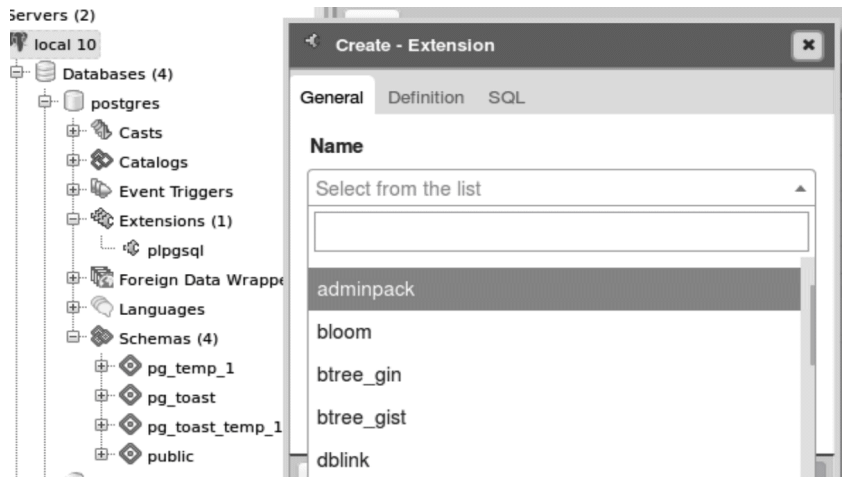 Servers (2)
local 10
Databases (4)
postgres
Casts
Catalogs
Event Triggers
Extensions (1)
plpgsql
Foreign Data Wrappe
Languages
Schemas (4)
pg_temp_1
pg_toast
pg_toast_temp_1
public
Create - Extension
General Definition SQL
Name
Select from the list
adminpack
bloom
btree_gin
btree_gist
dblink